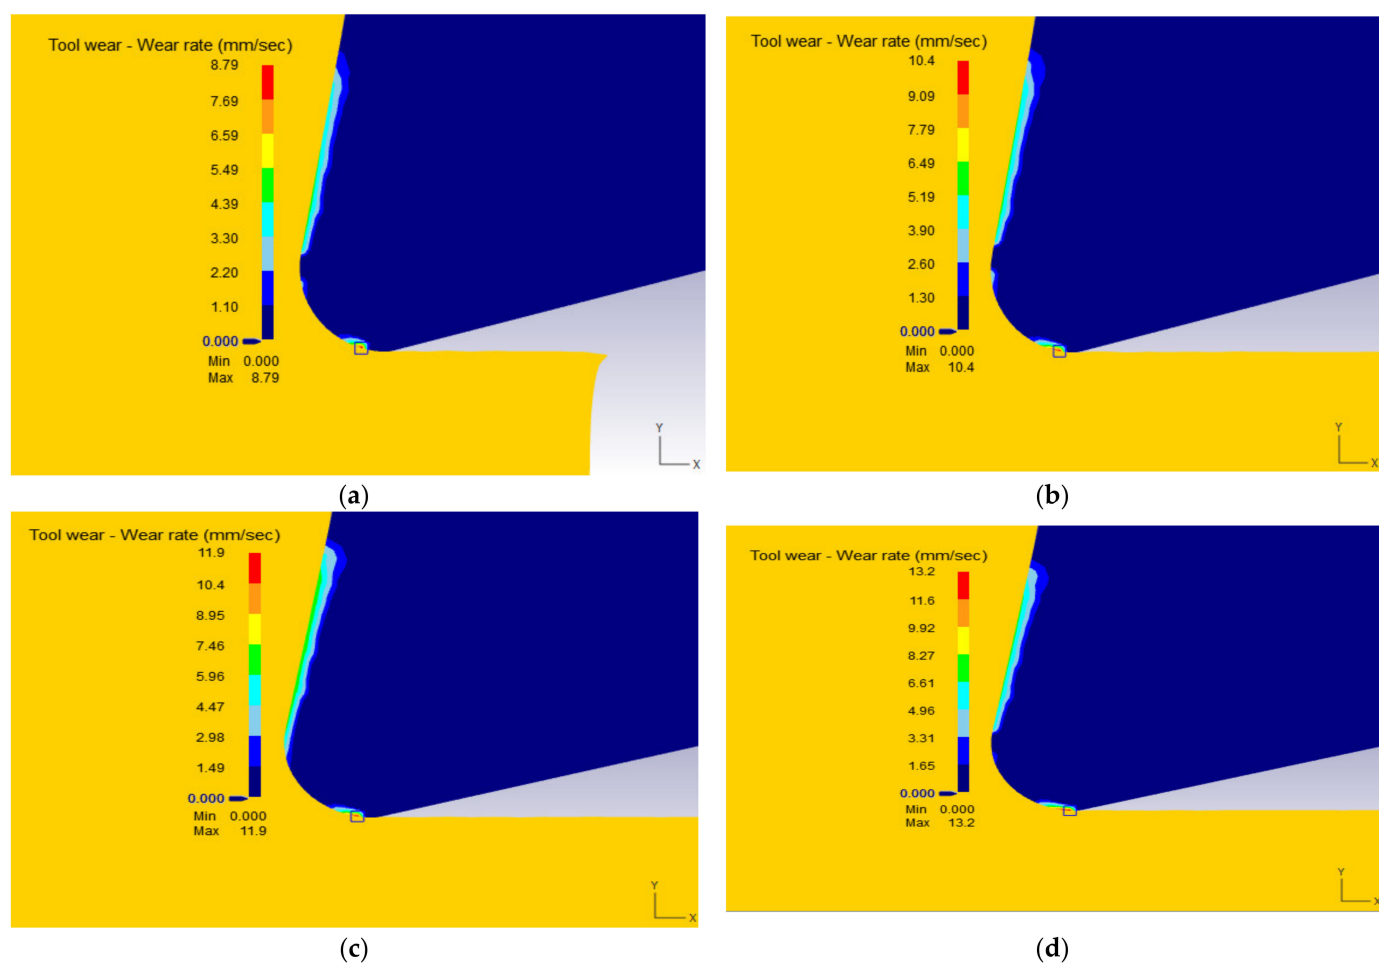 Tool wear - Wear rate (mm/sec)
8.79
7.69
6.59
5.49
4.39
3.30
2.20
1.10
0.000
Min 0.000
Max 8.79
Y
X
(a)
Tool wear - Wear rate (mm/sec)
10.4
9.09
7.79
6.49
5.19
3.90
2.60
1.30
0.000
Min 0.000
Max 10.4
Y
X
(b)
Tool wear - Wear rate (mm/sec)
11.9
10.4
8.95
7.46
5.96
4.47
2.98
1.49
0.000
Min 0.000
Max 11.9
Y
X
(c)
Tool wear - Wear rate (mm/sec)
13.2
11.6
9.92
8.27
6.61
4.96
3.31
1.65
0.000
Min 0.000
Max 13.2
Y
X
(d)